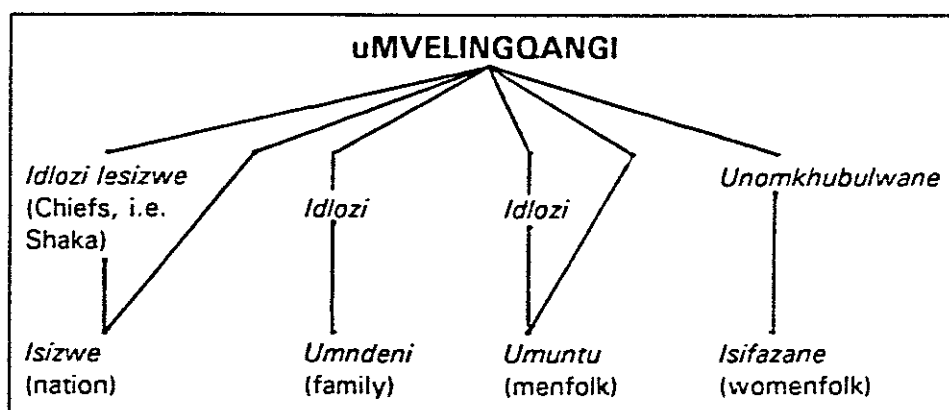 uMVELINGQANGI
Idlozi lesizwe
(Chiefs, i.e.
Shaka)
Idlozi
Idlozi
Unomkhubulwane
Isizwe
(nation)
Umndeni
(family)
Umuntu
(menfolk)
Isifazane
(womenfolk)